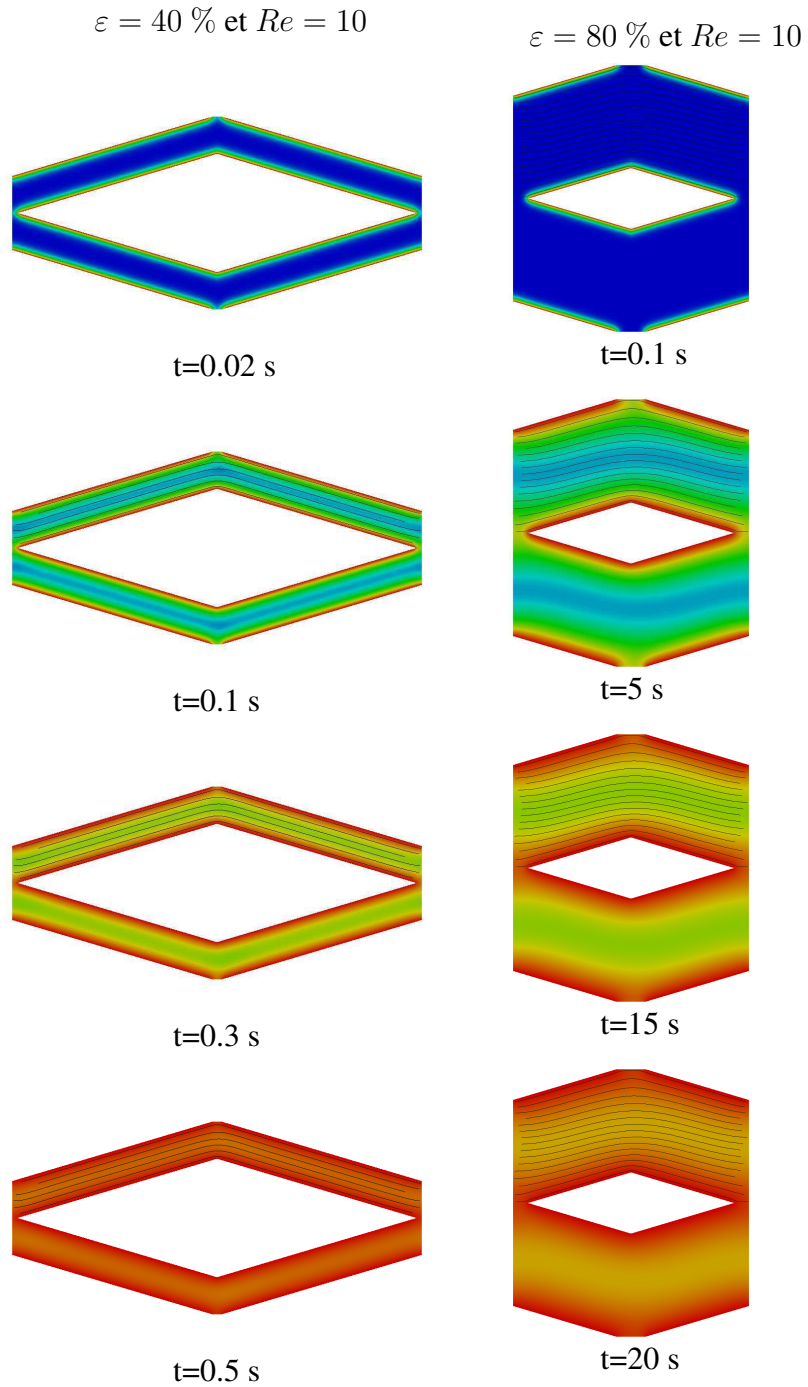 ε = 40 % et Re = 10
ε = 80 % et Re = 10
t=0.02 s
t=0.1 s
t=0.1 s
t=5 s
t=0.3 s
t=15 s
t=0.5 s
t=20 s